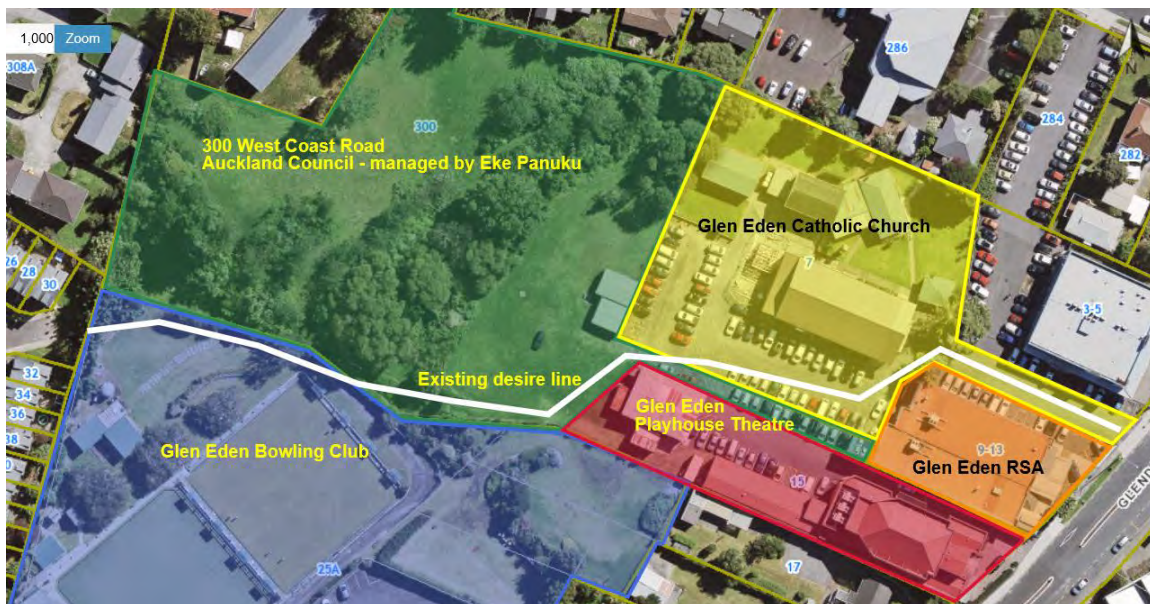 1,000 Zoom
308A
286
300
300 West Coast Road
Auckland Council - managed by Eke Panuku
284
282
Glen Eden Catholic Church
7
26
28
30
3-5
32
34
36
38
Existing desire line
Glen Eden
Playhouse Theatre
Glen Eden Bowling Club
9-13
Glen Eden RSA
15
GLEND
25A
17
N